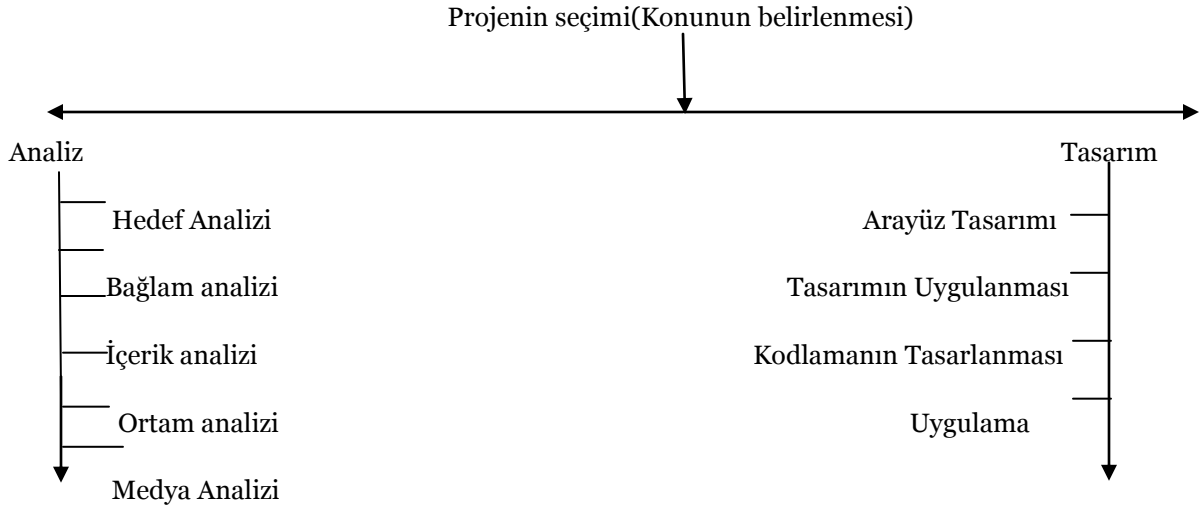 Projenin seçimi(Konunun belirlenmesi)
Analiz
Hedef Analizi
Bağlam analizi
İçerik analizi
Ortam analizi
Medya Analizi
Tasarım
Arayüz Tasarımı
Tasarımın Uygulanması
Kodlamanın Tasarlanması
Uygulama